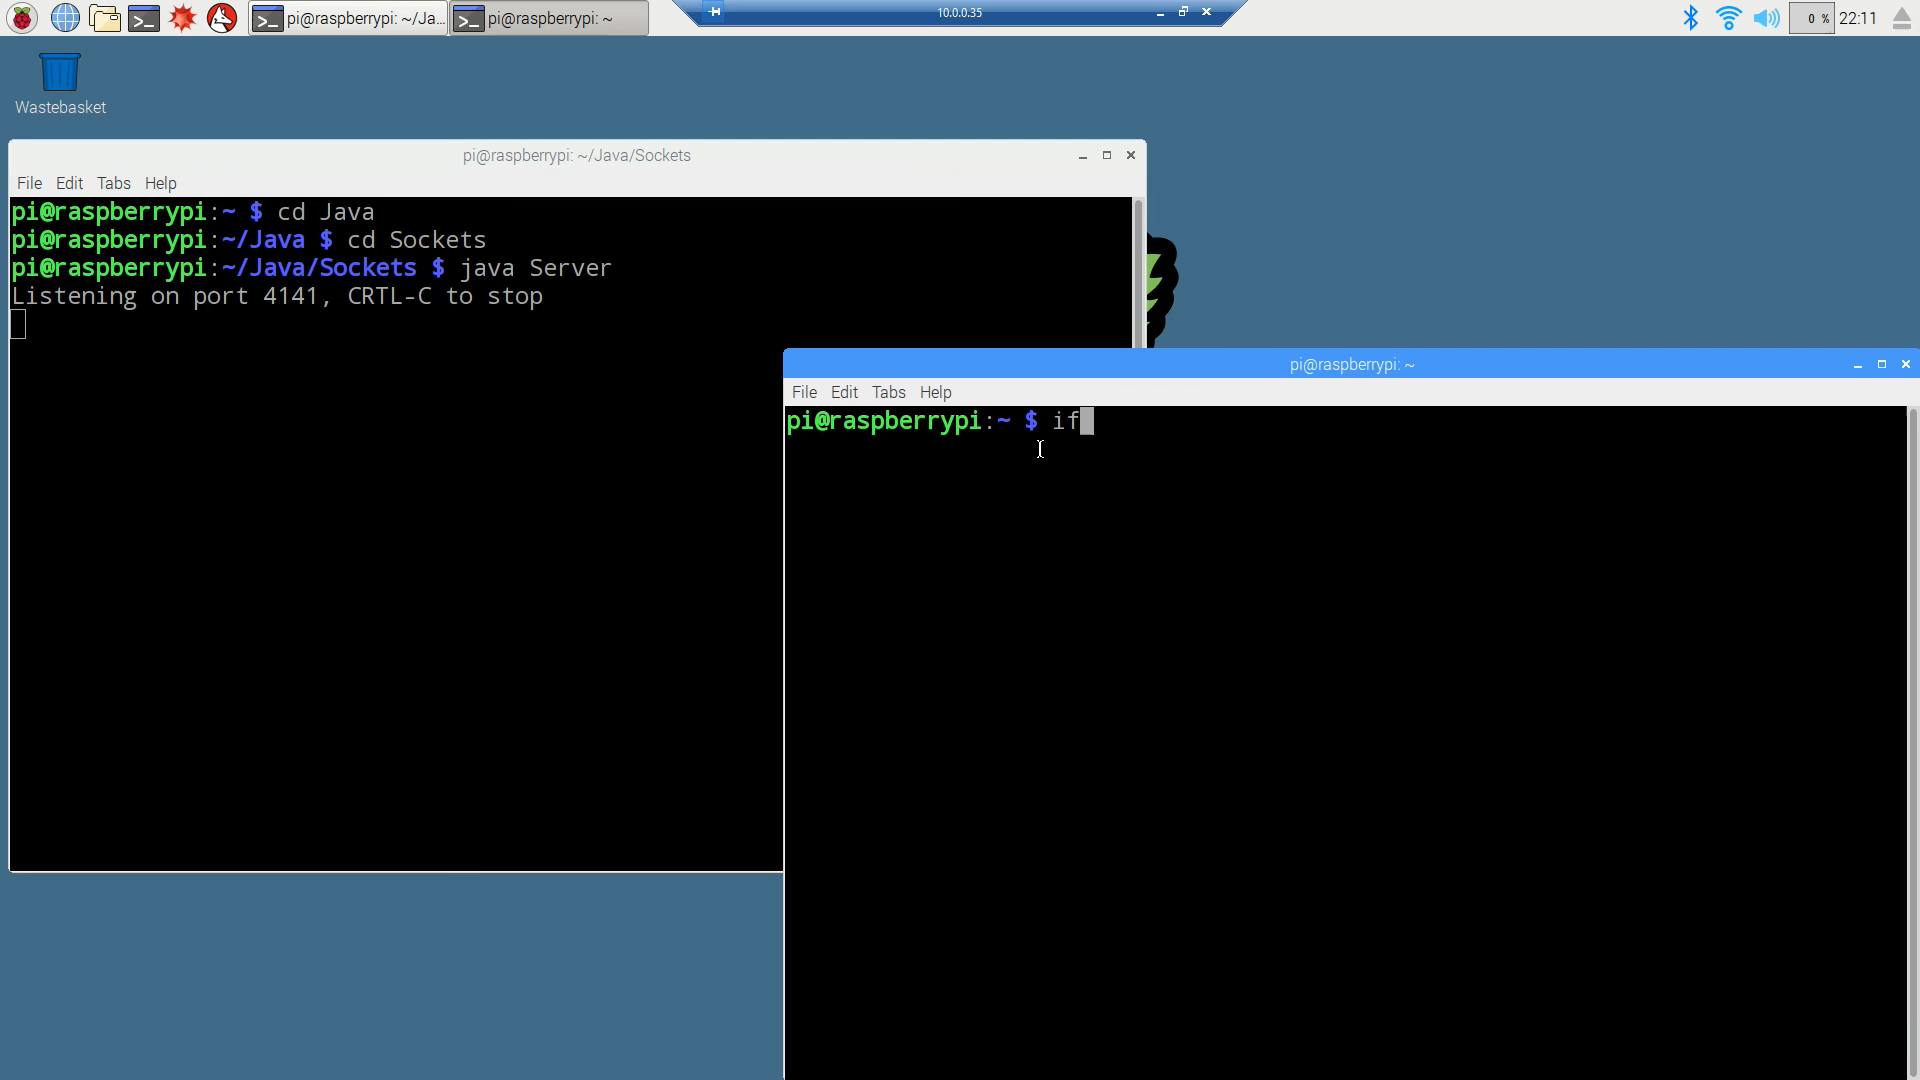 pi@raspberrypi: ~/Ja...
pi@raspberrypi: ~
10.0.0.35
0 %
22:11
Wastebasket
pi@raspberrypi: ~/Java/Sockets
File Edit Tabs Help
pi@raspberrypi:~ $ cd Java
pi@raspberrypi:~/Java $ cd Sockets
pi@raspberrypi:~/Java/Sockets $ java Server
Listening on port 4141, CRTL-C to stop
pi@raspberrypi: ~
File Edit Tabs Help
pi@raspberrypi:~ $ if